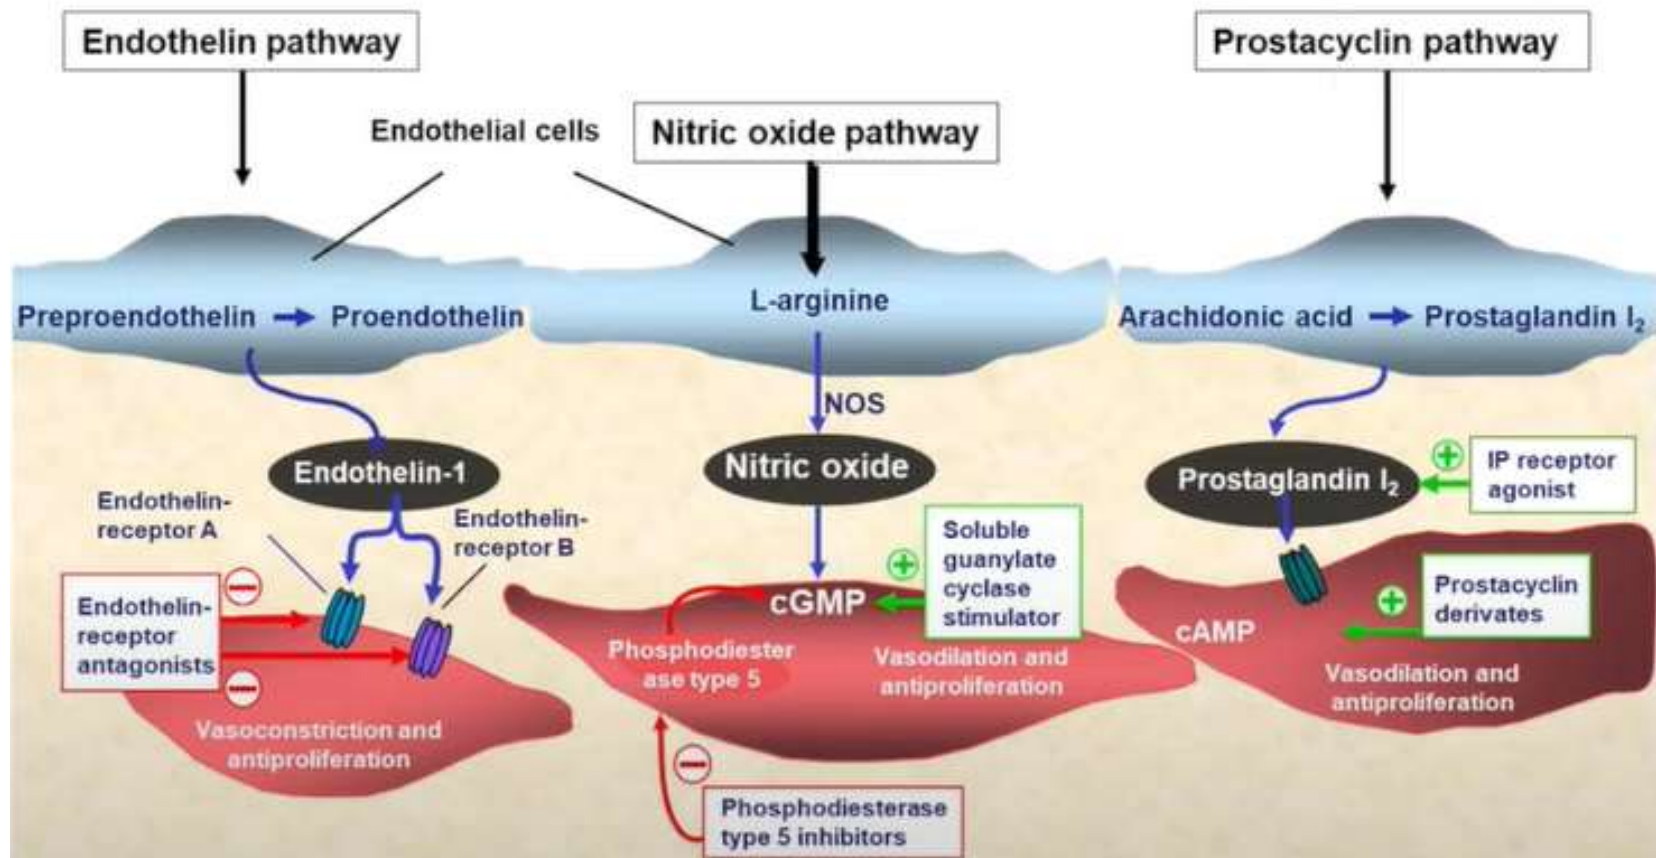 Endothelin pathway
Endothelial cells
Nitric oxide pathway
Prostacyclin pathway
Preproendothelin
Proendothelin
L-arginine
Arachidonic acid
Prostaglandin I₂
NOS
Endothelin-1
Nitric oxide
Prostaglandin I₂
IP receptor
agonist
Endothelin-
receptor A
Endothelin-
receptor B
Endothelin-
receptor
antagonists
Vasoconstriction and
antiproliferation
Soluble
guanylate
cyclase
stimulator
cGMP
Phosphodiester
ase type 5
Vasodilation and
antiproliferation
Phosphodiesterase
type 5 inhibitors
Prostacyclin
derivates
cAMP
Vasodilation and
antiproliferation